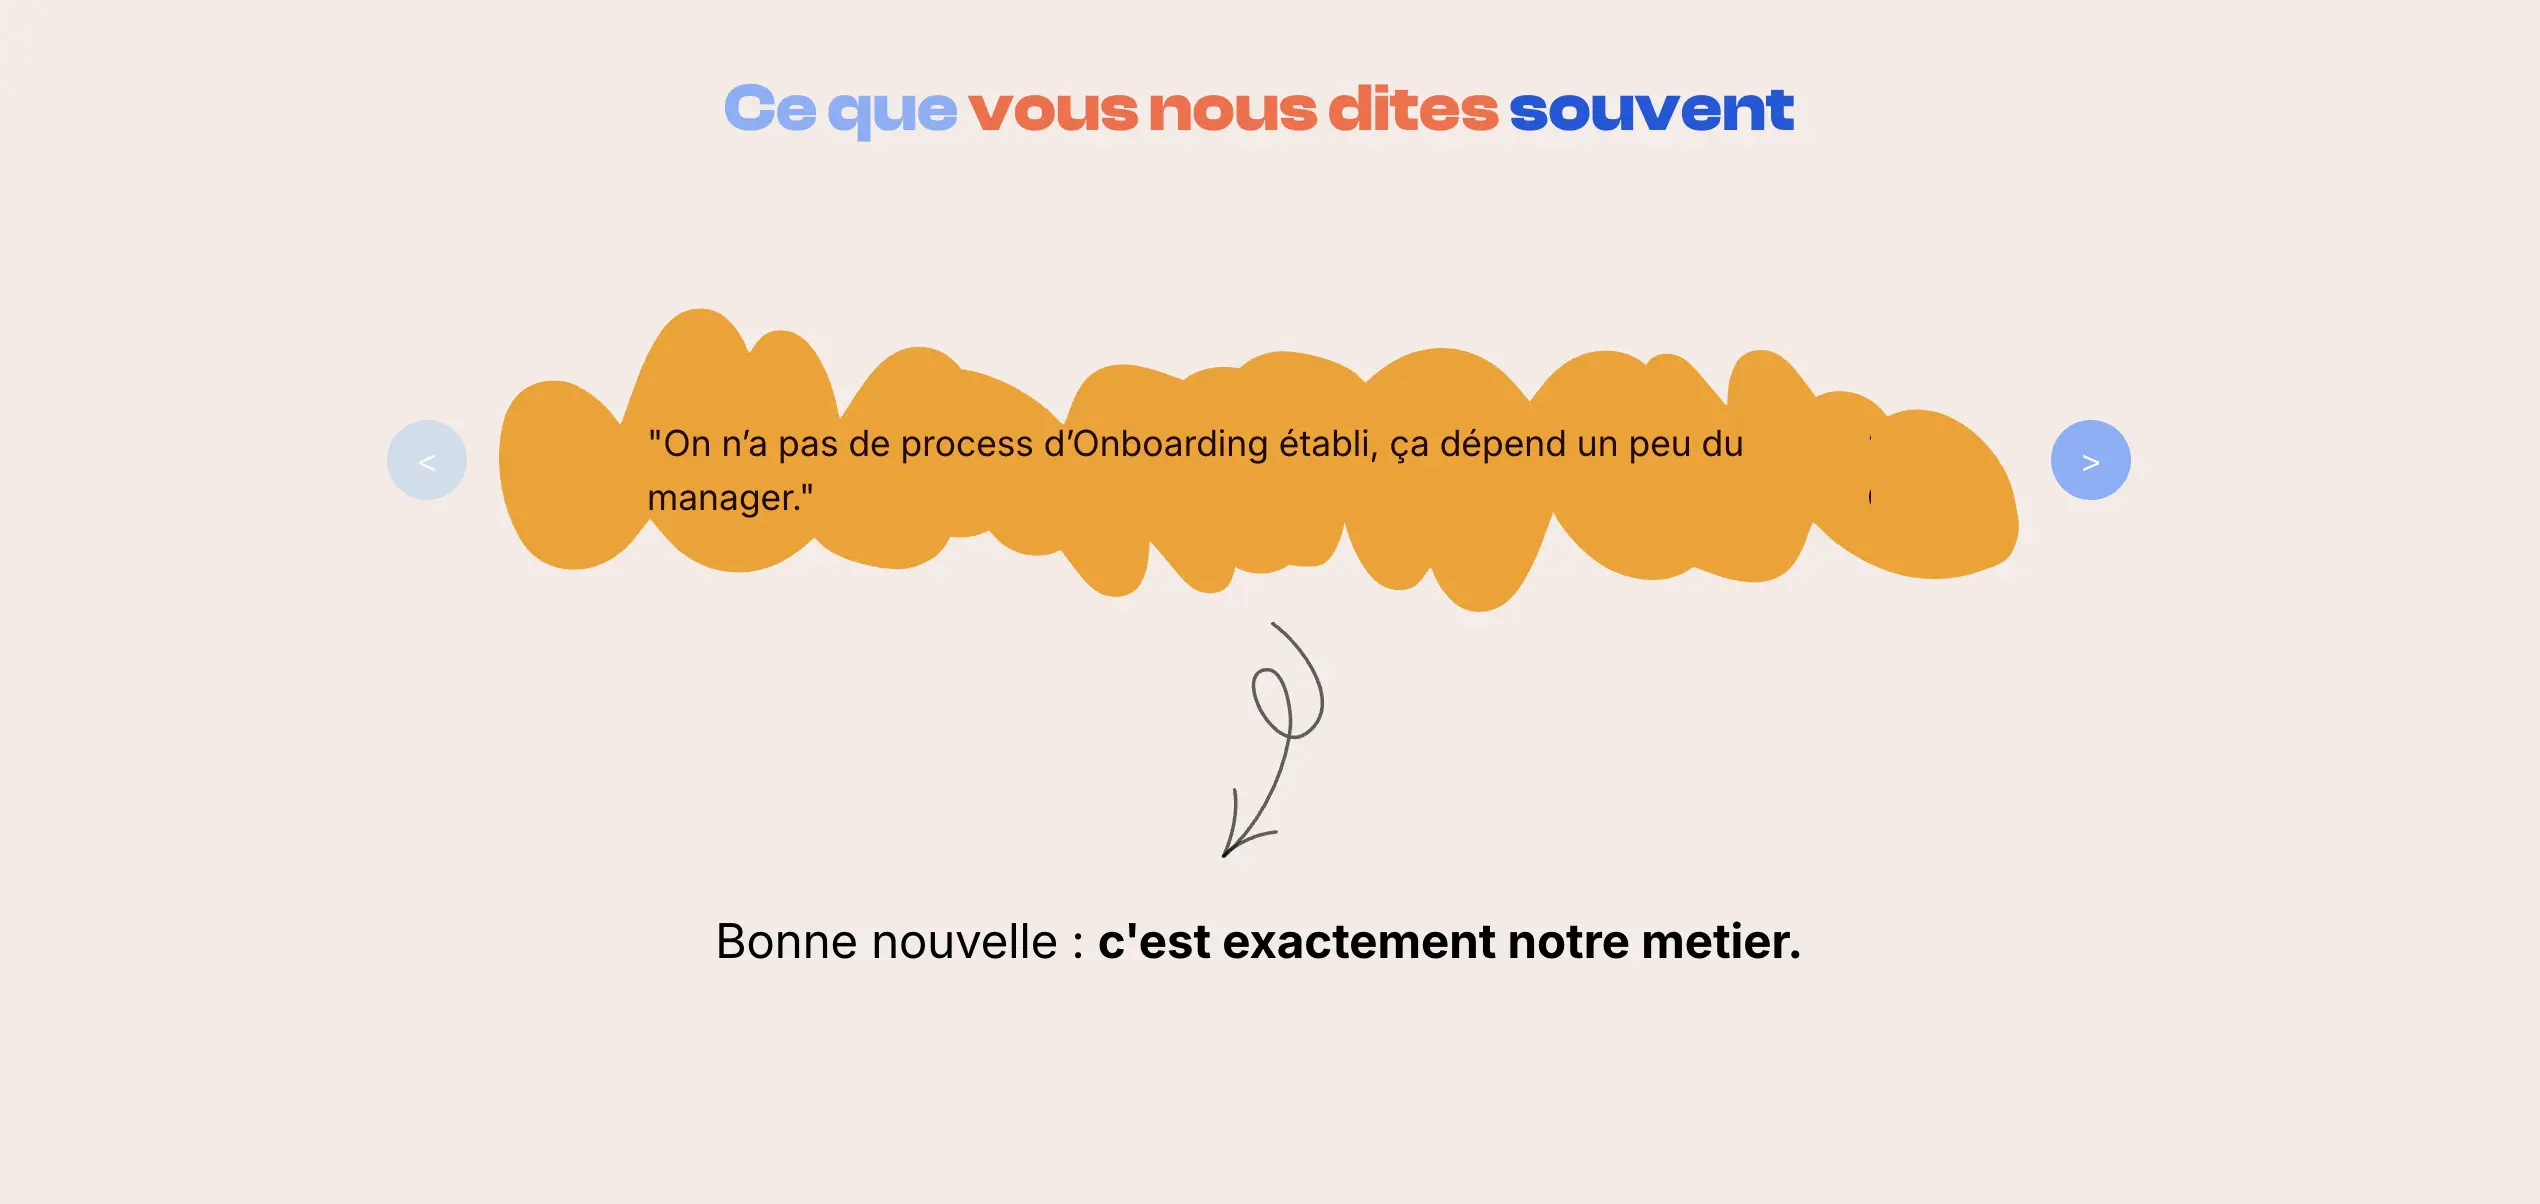 Ce que vous nous dites souvent
"On n’a pas de process d’Onboarding établi, ça dépend un peu du
manager."
<
>
Bonne nouvelle : c'est exactement notre metier.